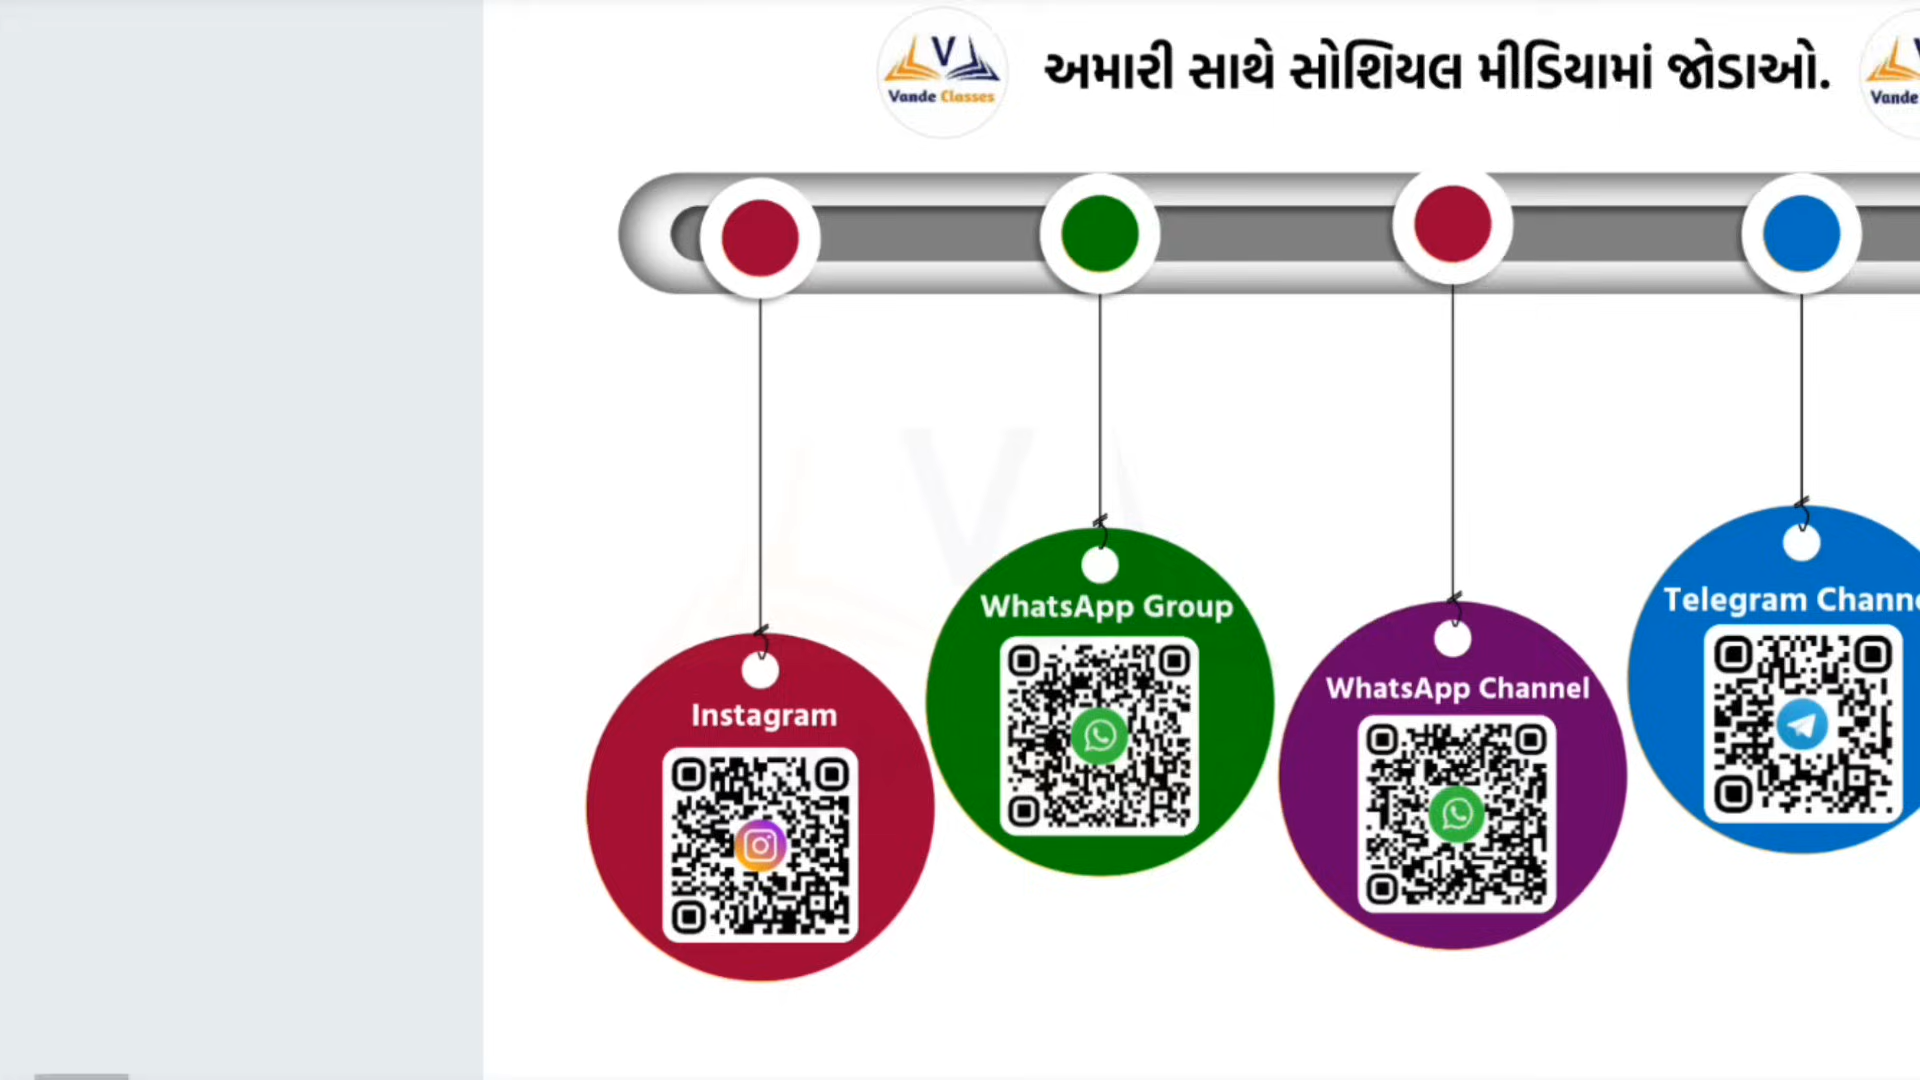 V
Vande Classes
અમારી સાથે સોશિયલ મીડિયામાં જોડાઓ.
Vande
Instagram
WhatsApp Group
WhatsApp Channel
Telegram